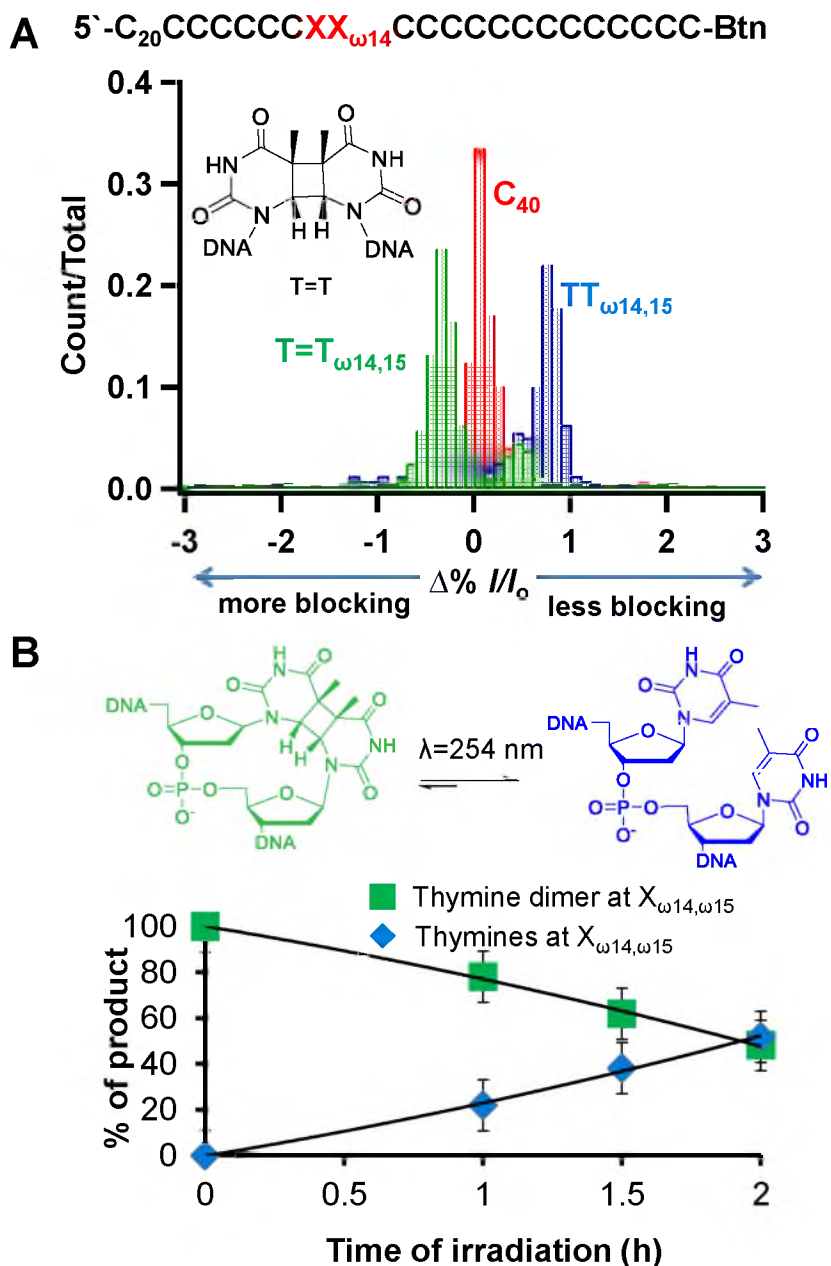 A
5`-C20CCCCCCXXω14CCCCCCCCCCCCCC-Btn
0.4
0.3
0.2
0.1
0.0
Count/Total
O
O
HN
NH
O
N
N
O
H
H
DNA
DNA
T=T
C40
TTω14,15
T=Tω14,15
-3
-2
-1
0
1
2
3
more blocking
Δ% I/Io
less blocking
B
H
N
O
O
DNA
O
N
O
H
H
NH
N
O
O
O=P-O
O-
O
DNA
λ=254 nm
H
O
N
O
DNA
N
O
O
O
NH
O=P-O
O-
O
N
O
DNA
Thymine dimer at Xω14,ω15
Thymines at Xω14,ω15
100
80
60
40
20
0
% of product
0
0.5
1
1.5
2
Time of irradiation (h)